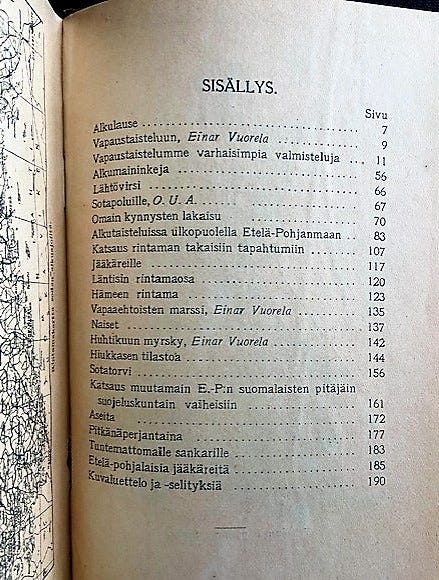 SISÄLLYS.
Sivu
Alkulause 7
Vapaustaisteluun, Einar Vuorela 9
Vapaustaistelumme varhaisimpia valmisteluja 11
Alkumaininkeja 56
Lähtövirsi 66
Sotapoluille, O. U. A. 67
Omain kynnysten lakaisu 70
Alkutaisteluissa ulkopuolella Etelä-Pohjanmaan 83
Katsaus rintaman takaisiin tapahtumiin 107
Jääkäreille 117
Läntisin rintamaosa 120
Hämeen rintama 123
Vapaaehtoisten marssi, Einar Vuorela 135
Naiset 137
Huhtikuun myrsky, Einar Vuorela 142
Hiukkasen tilastoa 144
Sotatorvi 156
Katsaus muutamain E.-P:n suomalaisten pitäjäin
suojeluskuntain vaiheisiin 161
Aseita 172
Pitkänäperjantaina 177
Tuntemattomalle sankarille 183
Etelä-pohjalaisia jääkäreitä 185
Kuvaluettelo ja -selityksiä 190